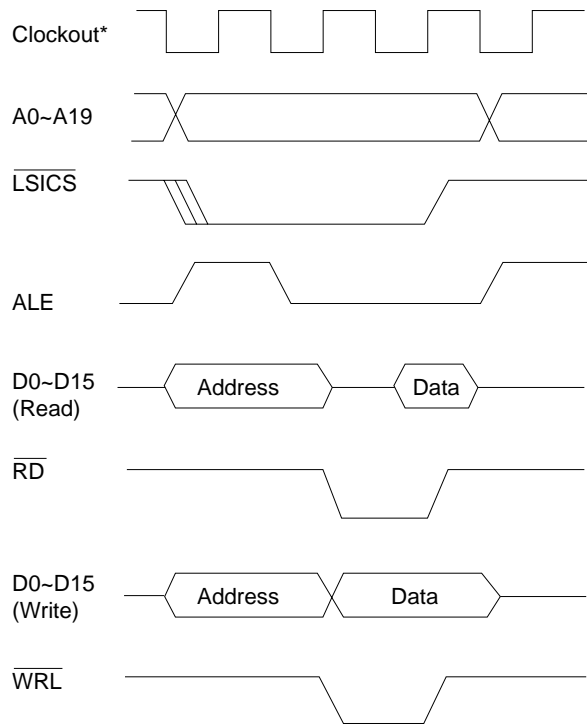 Clockout*
A0~A19
LSICS
ALE
D0~D15
(Read)
Address
Data
RD
D0~D15
(Write)
Address
Data
WRL